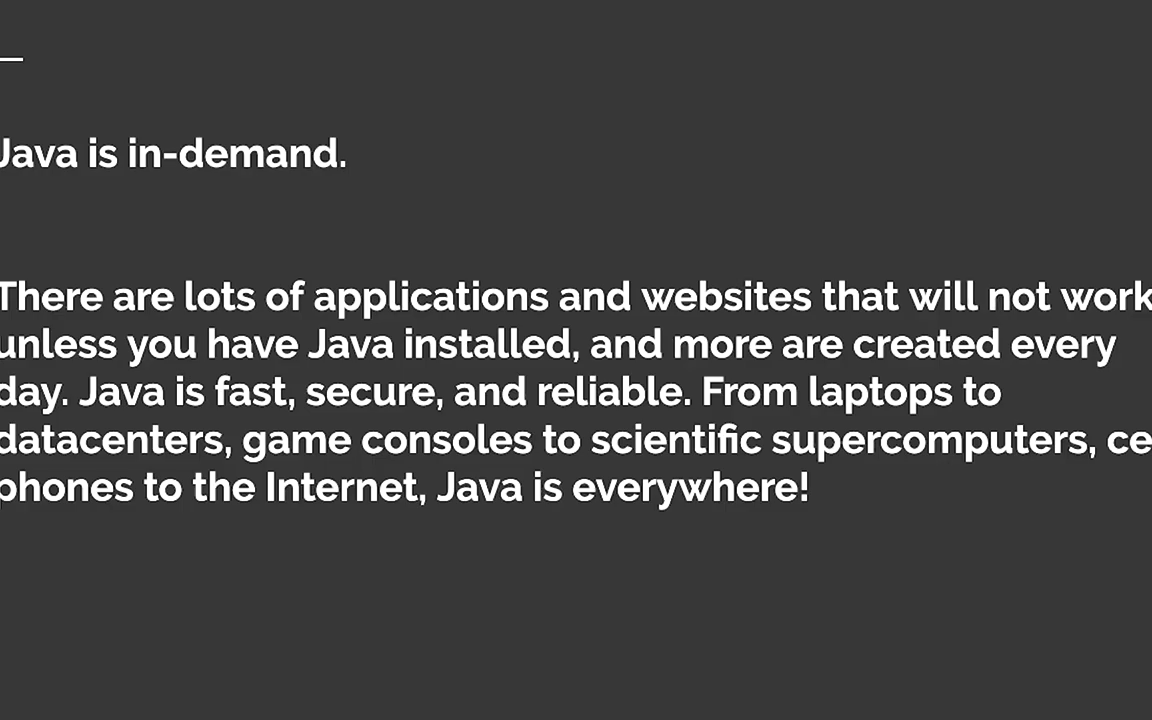 Java is in-demand.
There are lots of applications and websites that will not work
unless you have Java installed, and more are created every
day. Java is fast, secure, and reliable. From laptops to
datacenters, game consoles to scientific supercomputers, ce
phones to the Internet, Java is everywhere!